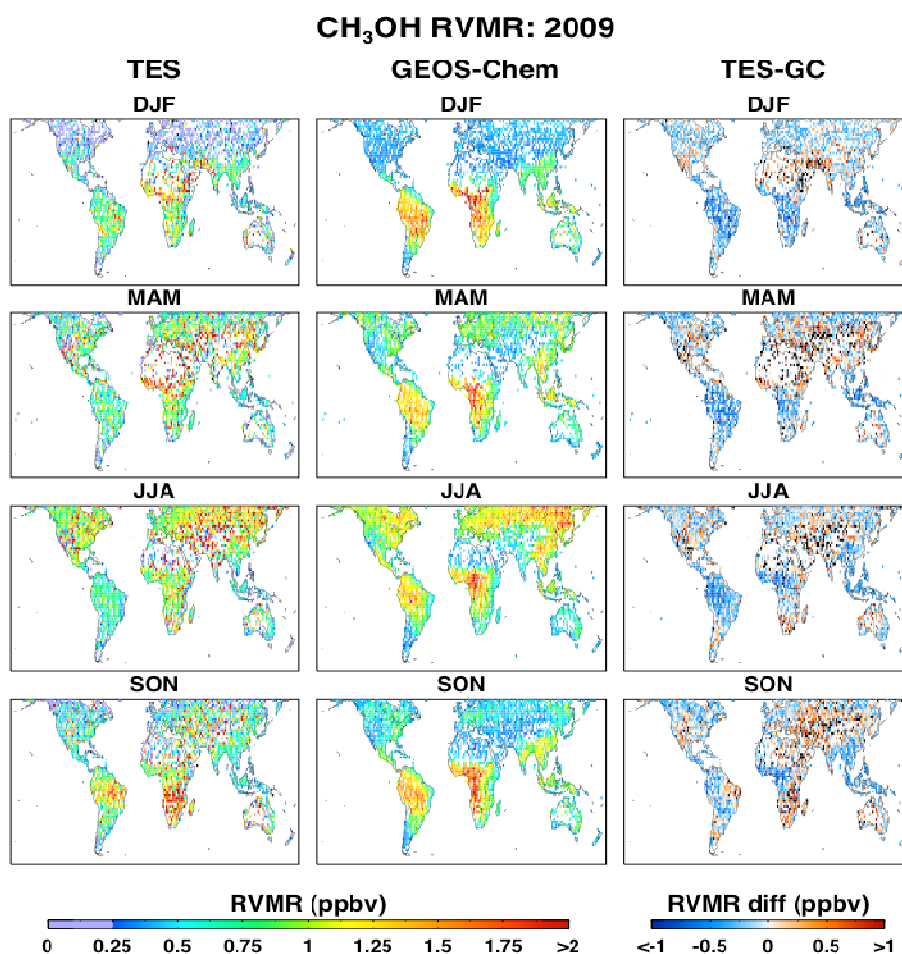 CH₃OH RVMR: 2009
TES GEOS-Chem TES-GC
DJF DJF DJF
MAM MAM MAM
JJA JJA JJA
SON SON SON
RVMR (ppbv) RVMR diff (ppbv)
0 0.25 0.5 0.75 1 1.25 1.5 1.75 >2 <-1 -0.5 0 0.5 >1